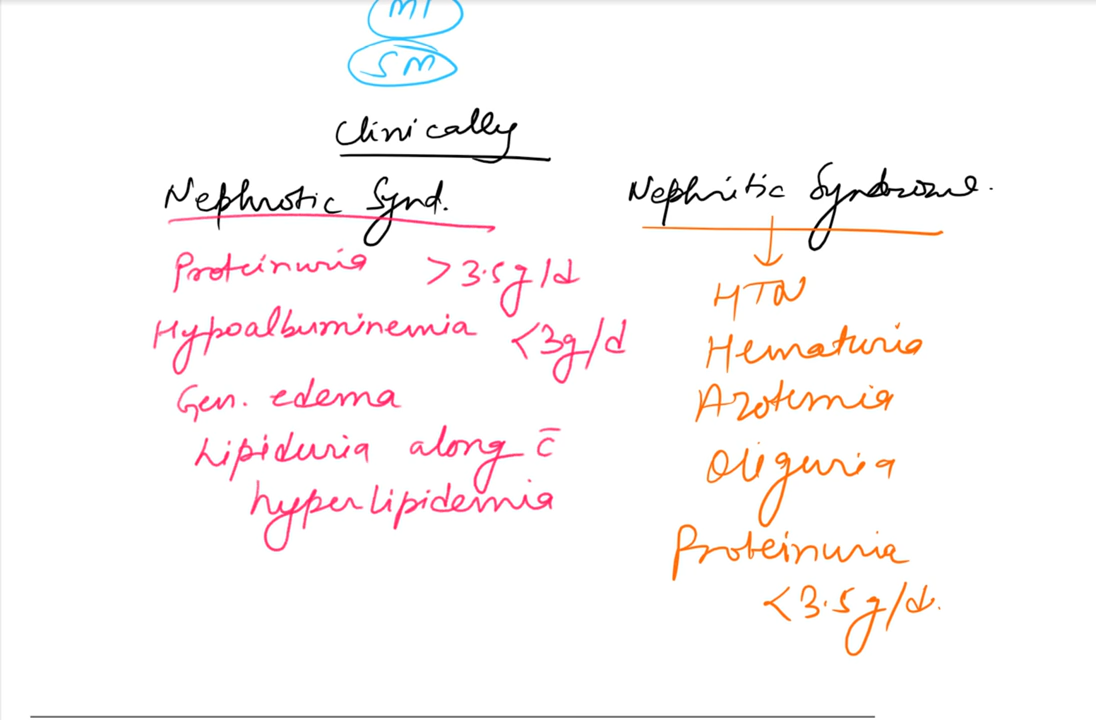 MI
SM
Clinically
Nephrotic Synd.
Proteinuria >3.5g/d
Hypoalbuminemia <3g/d
Gen. edema
Lipiduria along c̄
hyperlipidemia
Nephritic Syndrome.
HTN
Hematuria
Azotemia
Oliguria
Proteinuria
<3.5g/d.